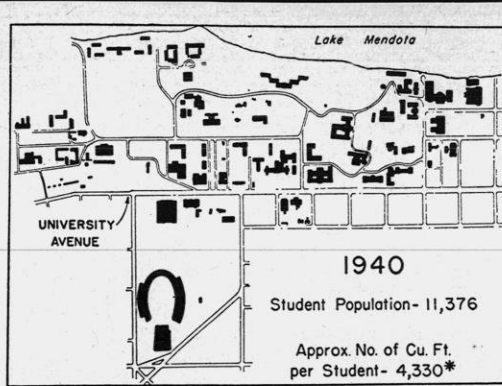 Lake Mendota
UNIVERSITY
AVENUE
1940
Student Population- 11,376
Approx. No. of Cu. Ft.
per Student- 4,330*